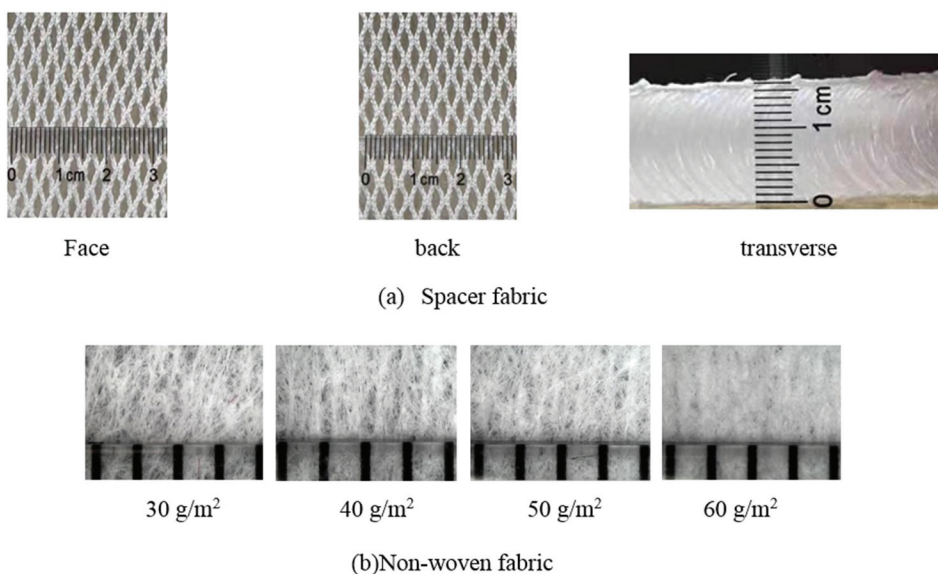 0 1 cm 2 3
0 1 cm 2 3
0 1 cm
Face back transverse
(a) Spacer fabric
30 g/m² 40 g/m² 50 g/m² 60 g/m²
(b)Non-woven fabric